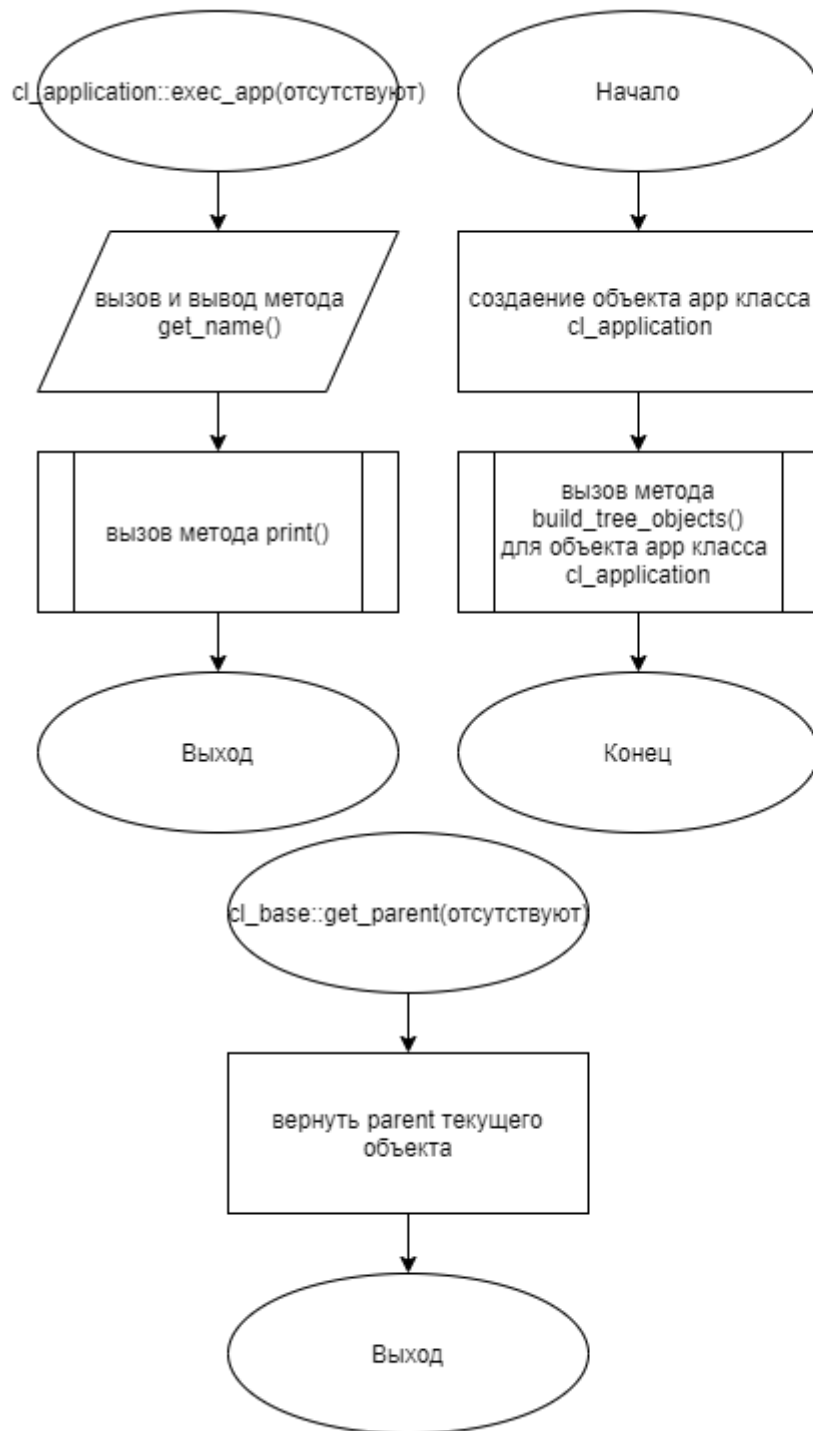 cl_application::exec_app(отсутствуют)
вызов и вывод метода
get_name()
вызов метода print()
Выход
Начало
создаение объекта app класса
cl_application
вызов метода
build_tree_objects()
для объекта app класса
cl_application
Конец
cl_base::get_parent(отсутствуют)
вернуть parent текущего
объекта
Выход